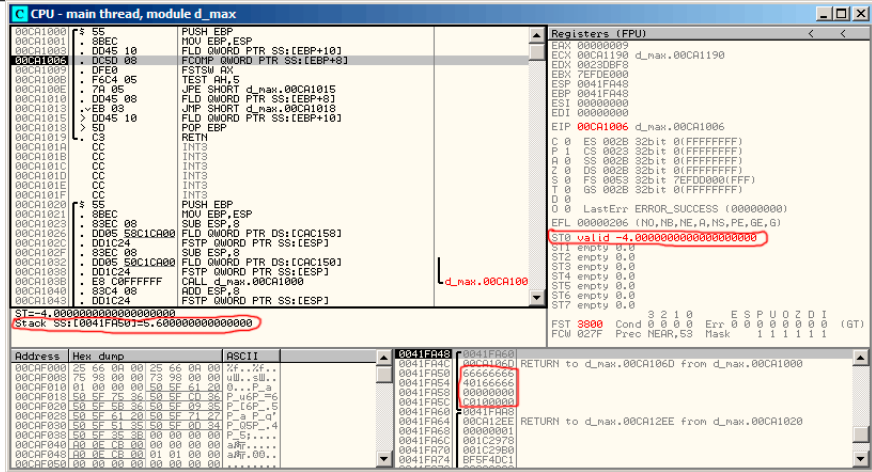 CPU - main thread, module d_max
00CA1000 $ 55 PUSH EBP
00CA1001 . 8BEC MOV EBP,ESP
00CA1003 . DD45 10 FLD QWORD PTR SS:[EBP+10]
00CA1006 . DC5D 08 FCOMP QWORD PTR SS:[EBP+8]
00CA1009 . DFE0 FSTSW AX
00CA100B . F6C4 05 TEST AH,5
00CA100E . 7A 05 JPE SHORT d_max.00CA1015
00CA1010 . DD45 08 FLD QWORD PTR SS:[EBP+8]
00CA1013 . EB 03 JMP SHORT d_max.00CA1018
00CA1015 > DD45 10 FLD QWORD PTR SS:[EBP+10]
00CA1018 > 5D POP EBP
00CA1019 . C3 RETN
00CA101A CC INT3
00CA101B CC INT3
00CA101C CC INT3
00CA101D CC INT3
00CA101E CC INT3
00CA101F CC INT3
00CA1020 $ 55 PUSH EBP
00CA1021 . 8BEC MOV EBP,ESP
00CA1023 . 83EC 08 SUB ESP,8
00CA1026 . DD05 58C1CA00 FLD QWORD PTR DS:[CAC158]
00CA102C . DD1C24 FSTP QWORD PTR SS:[ESP]
00CA102F . 83EC 08 SUB ESP,8
00CA1032 . DD05 50C1CA00 FLD QWORD PTR DS:[CAC150]
00CA1038 . DD1C24 FSTP QWORD PTR SS:[ESP]
00CA103B . E8 C0FFFFFF CALL d_max.00CA1000
00CA1040 . 83C4 08 ADD ESP,8
00CA1043 . DD1C24 FSTP QWORD PTR SS:[ESP]
d_max.00CA100
ST=-4.0000000000000000000
Stack SS:[0041FA50]=5.600000000000000
Registers (FPU) < <
EAX 00000009
ECX 00CA1190 d_max.00CA1190
EDX 0023DBF8
EBX 7EFDE000
ESP 0041FA48
EBP 0041FA48
ESI 00000000
EDI 00000000
EIP 00CA1006 d_max.00CA1006
C 0 ES 002B 32bit 0(FFFFFFFF)
P 1 CS 0023 32bit 0(FFFFFFFF)
A 0 SS 002B 32bit 0(FFFFFFFF)
Z 0 DS 002B 32bit 0(FFFFFFFF)
S 0 FS 0053 32bit 7EFDD000(FFF)
T 0 GS 002B 32bit 0(FFFFFFFF)
D 0
O 0 LastErr ERROR_SUCCESS (00000000)
EFL 00000206 (NO,NB,NE,A,NS,PE,GE,G)
ST0 valid -4.0000000000000000000
ST1 empty 0.0
ST2 empty 0.0
ST3 empty 0.0
ST4 empty 0.0
ST5 empty 0.0
ST6 empty 0.0
ST7 empty 0.0
3 2 1 0 E S P U O Z D I
FST 3800 Cond 0 0 0 0 Err 0 0 0 0 0 0 0 0 (GT)
FCW 027F Prec NEAR,53 Mask 1 1 1 1 1 1
Address Hex dump ASCII
00CAF000 25 66 0A 00 25 66 0A 00 %f..%f..
00CAF008 75 98 00 00 73 98 00 00
00CAF010 01 00 00 00 50 5F 61 20
00CAF018 50 5F 75 36 50 5F CD 36
00CAF020 50 5F 5B 36 50 5F 09 35
00CAF028 50 5F 61 20 50 5F 71 27
00CAF030 50 5F 51 35 50 5F 0D 34
00CAF038 50 5F 35 3B 00 00 00 00
00CAF040 A0 0E CB 00 00 00 00 00
00CAF048 A0 0E CB 00 01 01 00 00
00CAF050 00 00 00 00 00 00 00 00 ........
0041FA48 0041FA60
0041FA4C 00CA106D RETURN to d_max.00CA106D from d_max.00CA1000
0041FA50 66666666
0041FA54 40166666
0041FA58 00000000
0041FA5C C0100000
0041FA60 0041FAA8
0041FA64 00CA12EE RETURN to d_max.00CA12EE from d_max.00CA1020
0041FA68 00000001
0041FA6C 001C2978
0041FA70 001C29B0
0041FA74 BF5F4DC1